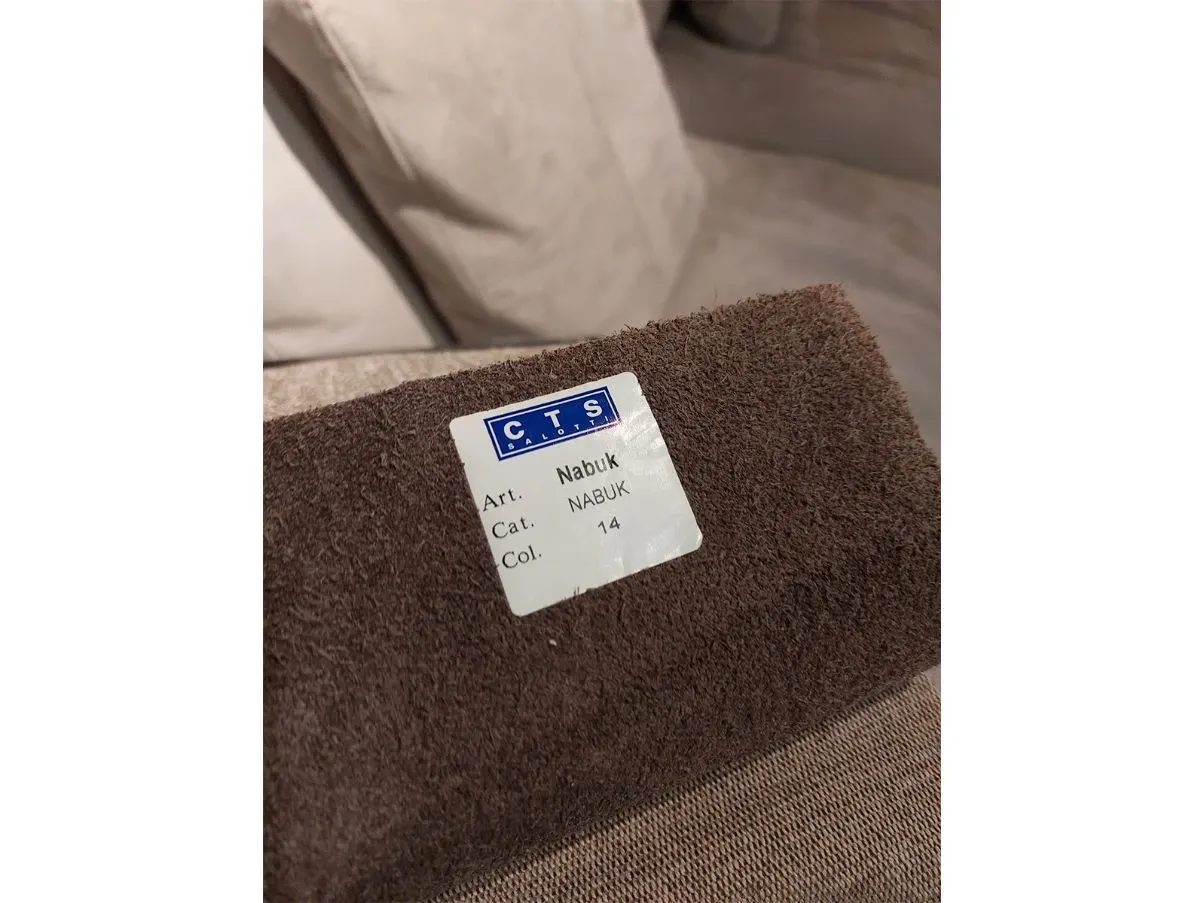 CTS
SALOTTI
Art. Nabuk
Cat. NABUK
Col. 14